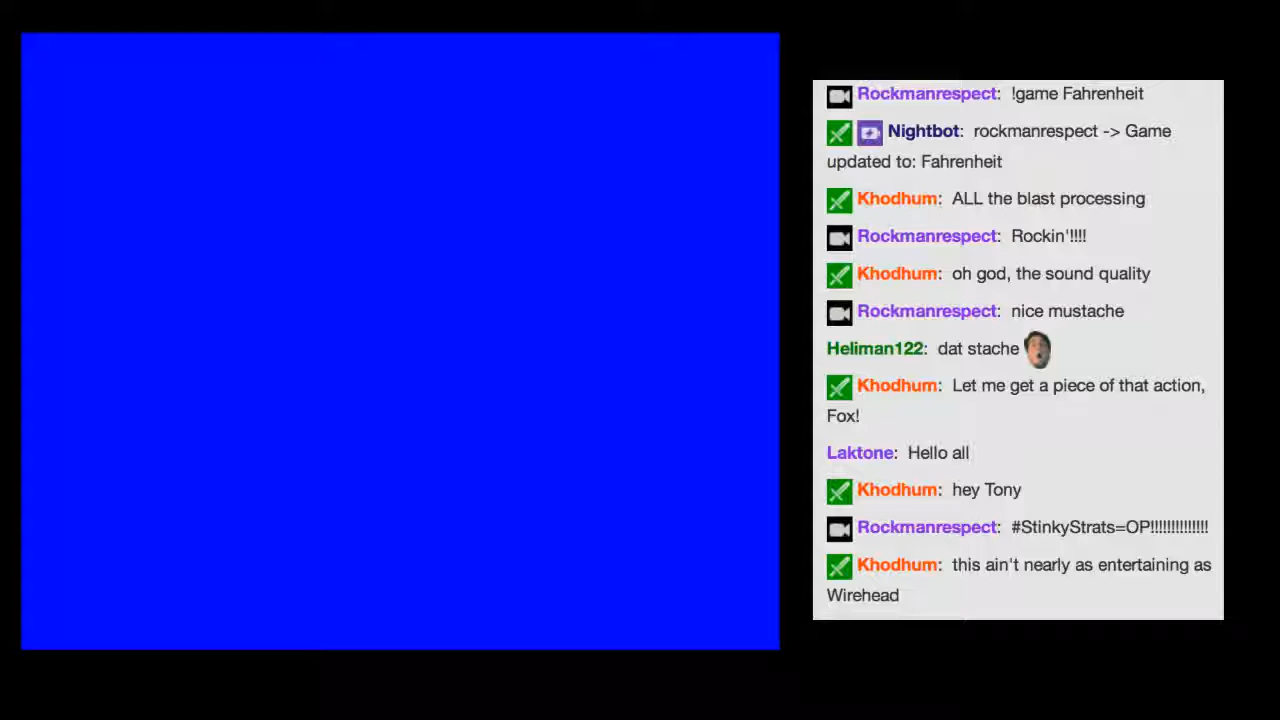 Rockmanrespect: !game Fahrenheit
Nightbot: rockmanrespect -> Game
updated to: Fahrenheit
Khodhum: ALL the blast processing
Rockmanrespect: Rockin'!!!!
Khodhum: oh god, the sound quality
Rockmanrespect: nice mustache
Heliman122: dat stache
Khodhum: Let me get a piece of that action,
Fox!
Laktone: Hello all
Khodhum: hey Tony
Rockmanrespect: #StinkyStrats=OP!!!!!!!!!!!!!!
Khodhum: this ain't nearly as entertaining as
Wirehead